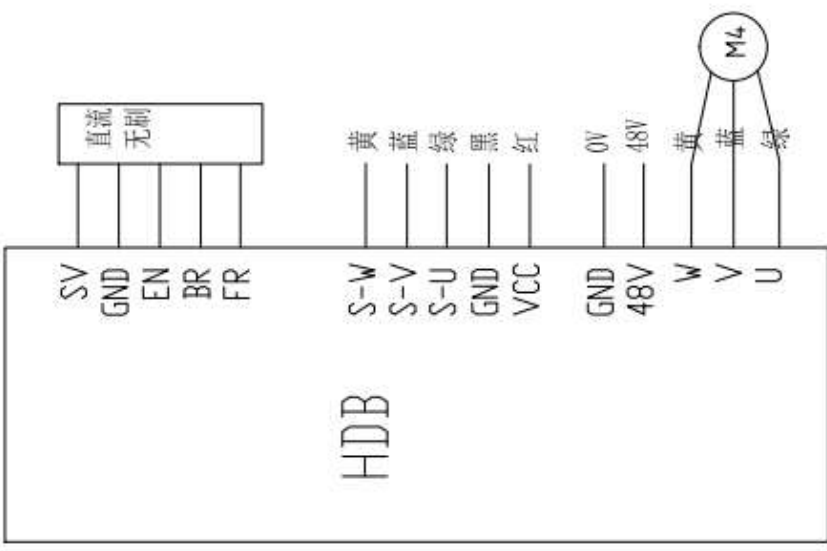 M4
直流
无刷
黄
蓝
绿
黑
红
0V
48V
黄
蓝
绿
SV
GND
EN
BR
FR
S-W
S-V
S-U
GND
VCC
GND
48V
W
V
U
HDB